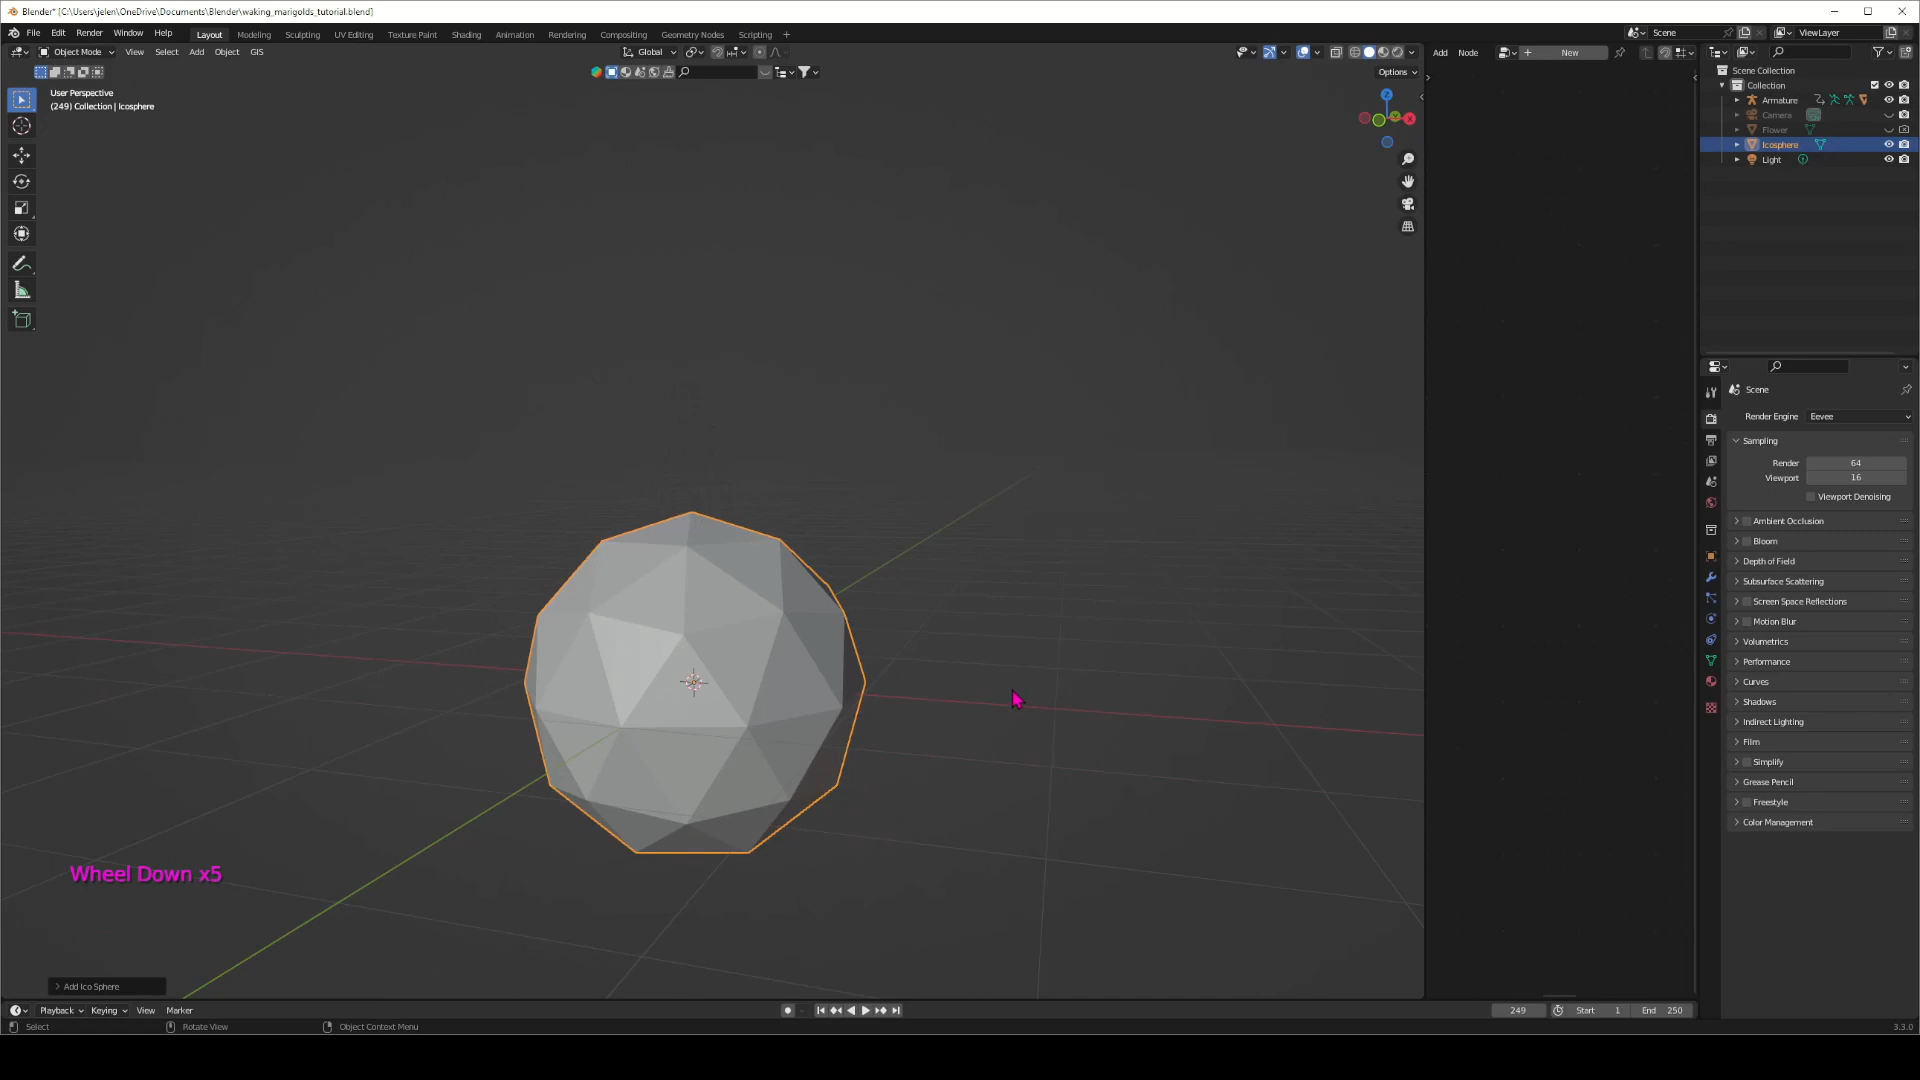 Blender* [C:\Users\jelen\OneDrive\Documents\Blender\waking_marigolds_tutorial.blend]
File Edit Render Window Help Layout Modeling Sculpting UV Editing Texture Paint Shading Animation Rendering Compositing Geometry Nodes Scripting + Scene ViewLayer
Object Mode View Select Add Object GIS Global Add Node + New
Options
User Perspective
(249) Collection | Icosphere
Scene Collection
Collection
Armature
Camera
Flower
Icosphere
Light
Z
Y
X
Scene
Render Engine Eevee
Sampling
Render 64
Viewport 16
Viewport Denoising
Ambient Occlusion
Bloom
Depth of Field
Subsurface Scattering
Screen Space Reflections
Motion Blur
Volumetrics
Performance
Curves
Shadows
Indirect Lighting
Film
Simplify
Grease Pencil
Freestyle
Color Management
Wheel Down x5
Add Ico Sphere
Playback Keying View Marker 249 Start 1 End 250
Select Rotate View Object Context Menu 3.3.0